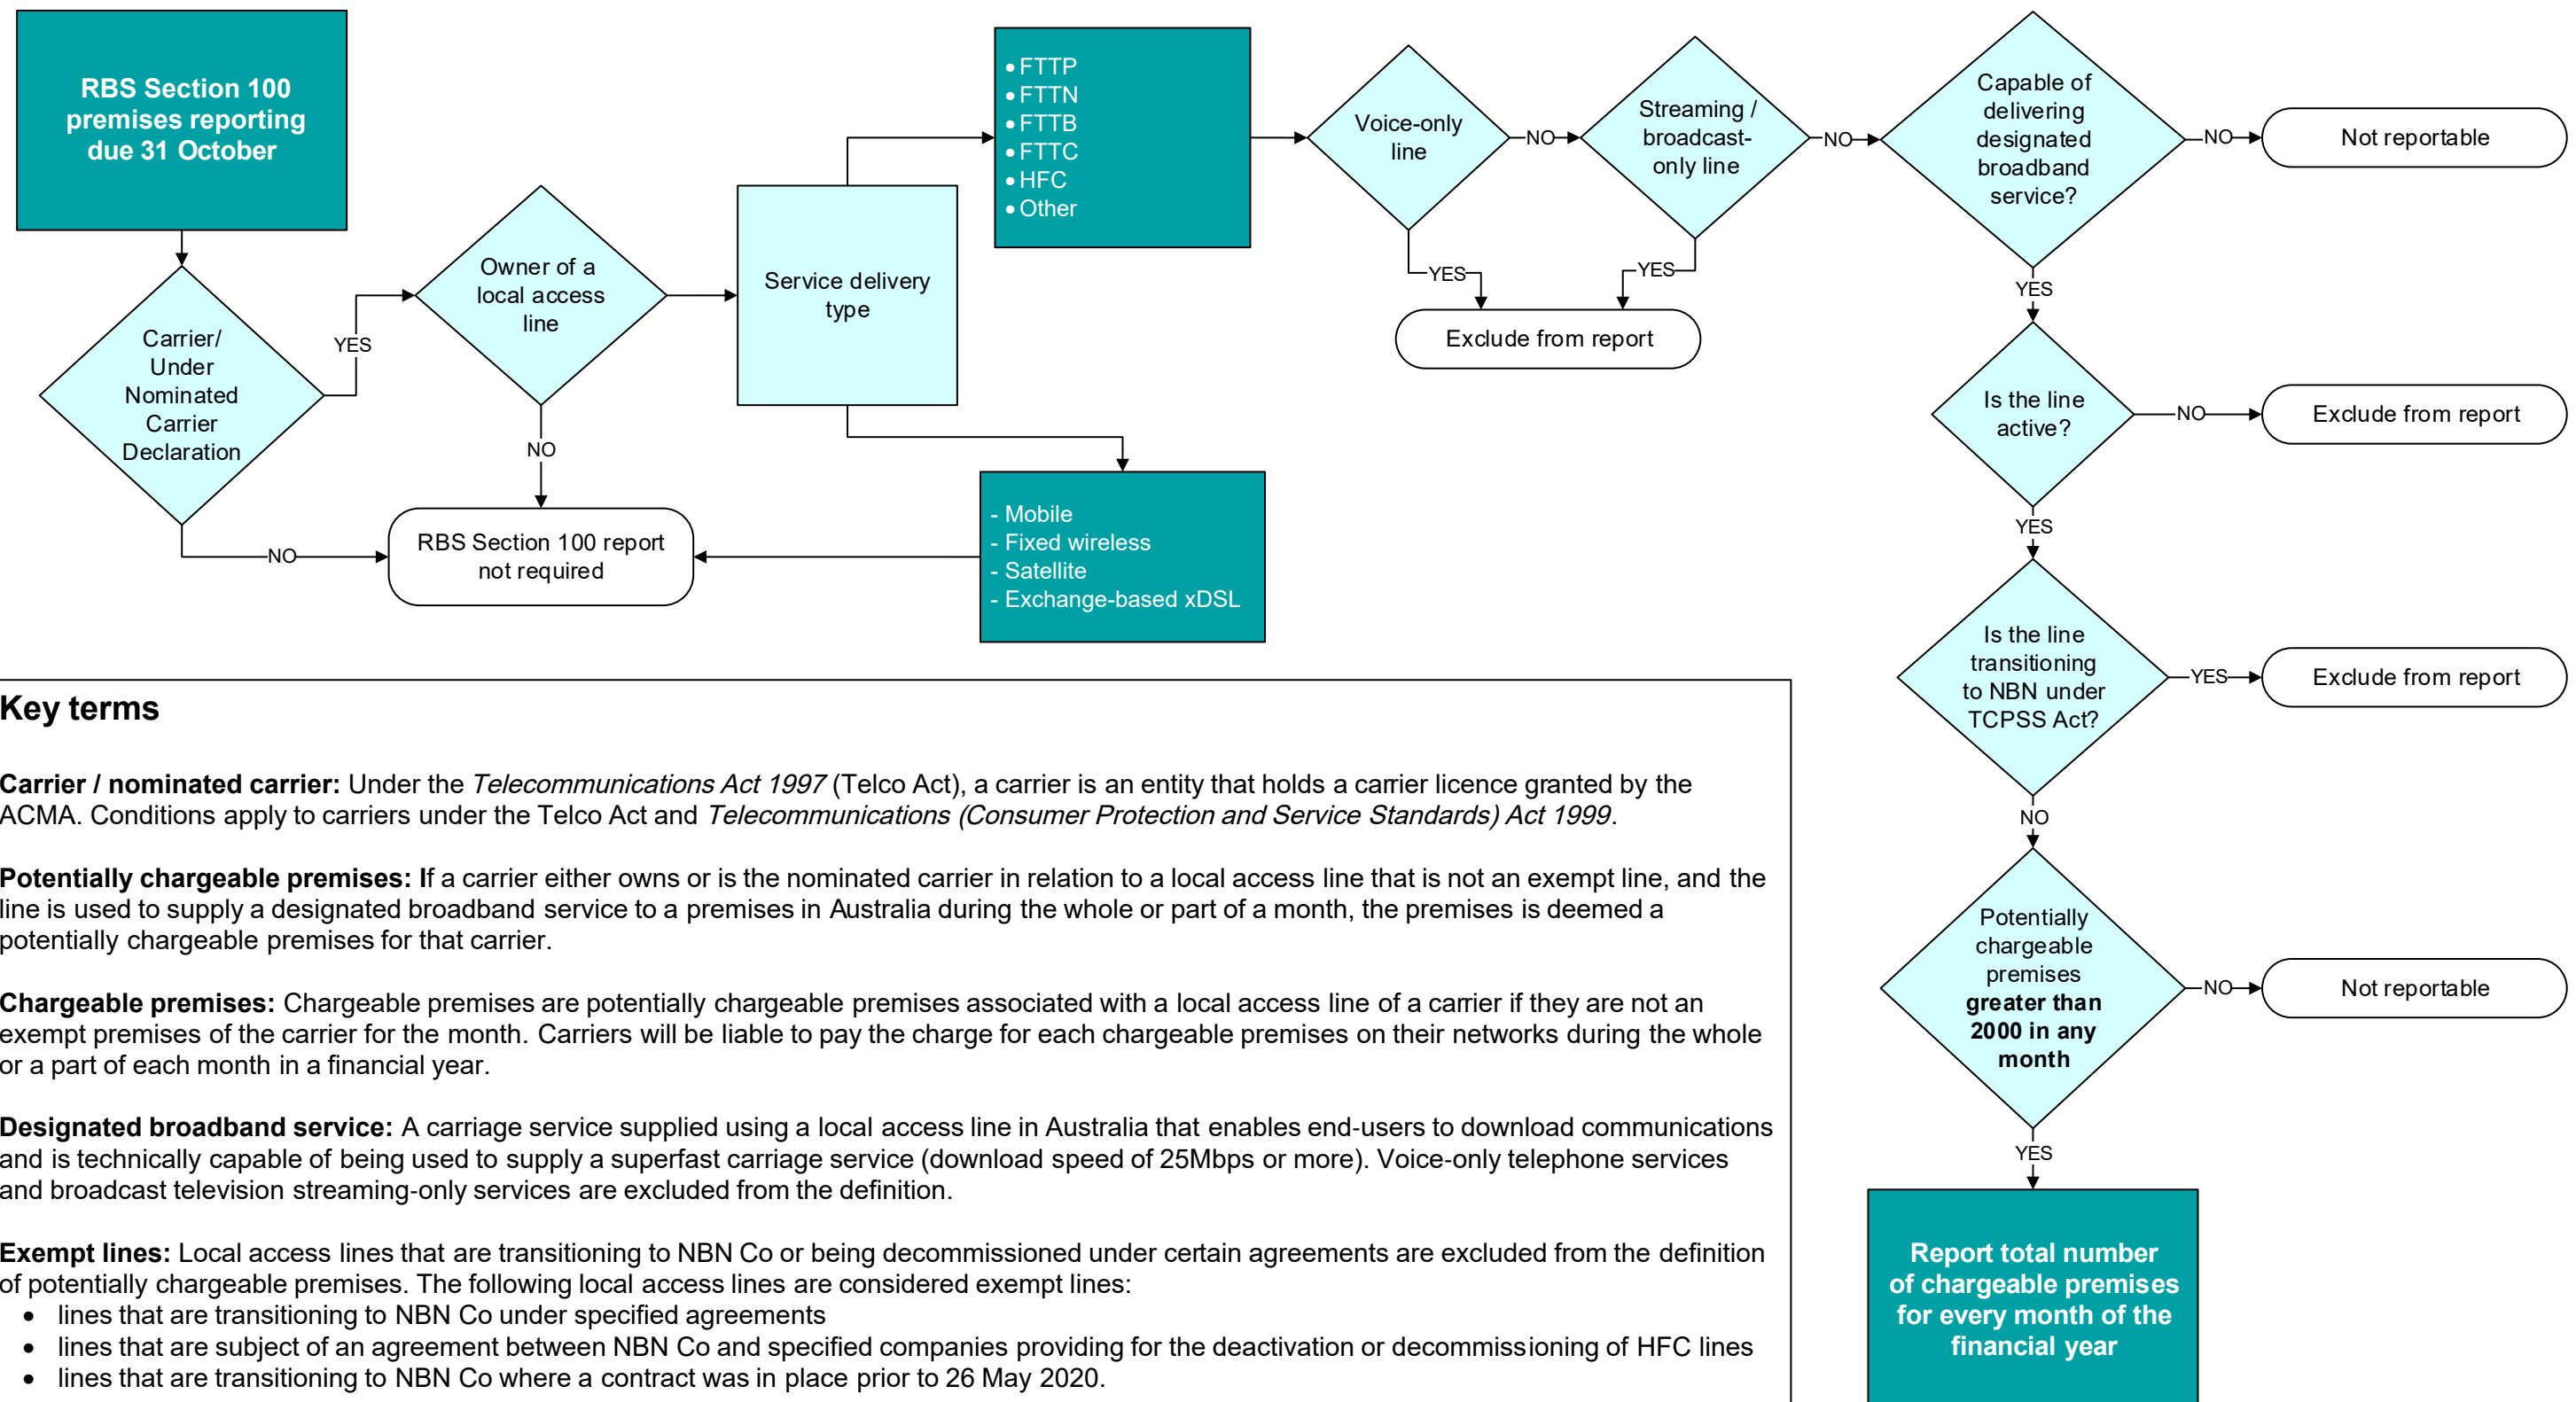 RBS Section 100
premises reporting
due 31 October
Carrier/
Under
Nominated
Carrier
Declaration
YES
NO
Owner of a
local access
line
NO
RBS Section 100 report
not required
Service delivery
type
• FTTP
• FTTN
• FTTB
• FTTC
• HFC
• Other
- Mobile
- Fixed wireless
- Satellite
- Exchange-based xDSL
Voice-only
line
NO
YES
Streaming /
broadcast-
only line
NO
YES
Exclude from report
Capable of
delivering
designated
broadband
service?
NO
Not reportable
YES
Is the line
active?
NO
Exclude from report
YES
Is the line
transitioning
to NBN under
TCPSS Act?
YES
Exclude from report
NO
Potentially
chargeable
premises
greater than
2000 in any
month
NO
Not reportable
YES
Report total number
of chargeable premises
for every month of the
financial year
Key terms
Carrier / nominated carrier: Under the Telecommunications Act 1997 (Telco Act), a carrier is an entity that holds a carrier licence granted by the
ACMA. Conditions apply to carriers under the Telco Act and Telecommunications (Consumer Protection and Service Standards) Act 1999.
Potentially chargeable premises: If a carrier either owns or is the nominated carrier in relation to a local access line that is not an exempt line, and the
line is used to supply a designated broadband service to a premises in Australia during the whole or part of a month, the premises is deemed a
potentially chargeable premises for that carrier.
Chargeable premises: Chargeable premises are potentially chargeable premises associated with a local access line of a carrier if they are not an
exempt premises of the carrier for the month. Carriers will be liable to pay the charge for each chargeable premises on their networks during the whole
or a part of each month in a financial year.
Designated broadband service: A carriage service supplied using a local access line in Australia that enables end-users to download communications
and is technically capable of being used to supply a superfast carriage service (download speed of 25Mbps or more). Voice-only telephone services
and broadcast television streaming-only services are excluded from the definition.
Exempt lines: Local access lines that are transitioning to NBN Co or being decommissioned under certain agreements are excluded from the definition
of potentially chargeable premises. The following local access lines are considered exempt lines:
• lines that are transitioning to NBN Co under specified agreements
• lines that are subject of an agreement between NBN Co and specified companies providing for the deactivation or decommissioning of HFC lines
• lines that are transitioning to NBN Co where a contract was in place prior to 26 May 2020.